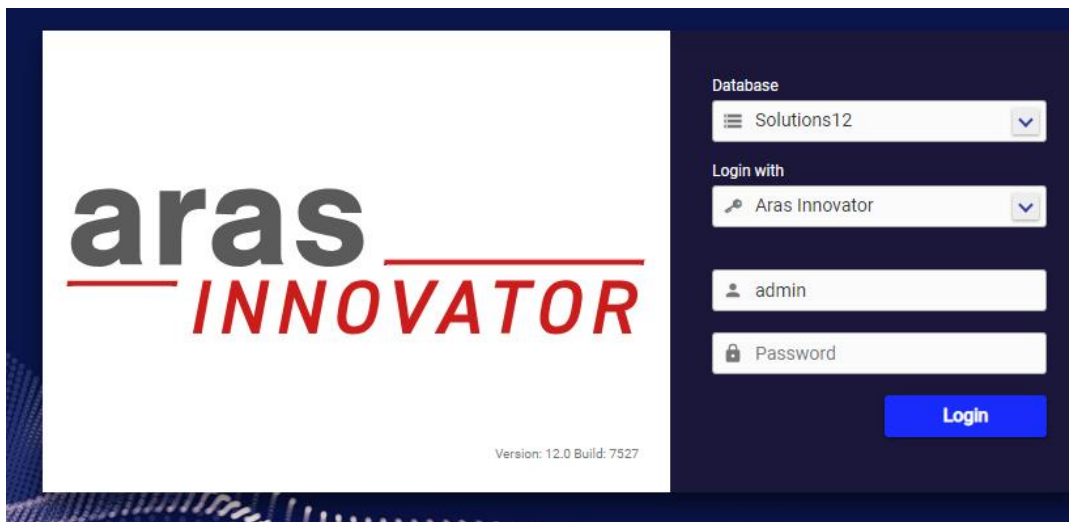 aras
INNOVATOR
Version: 12.0 Build: 7527
Database
Solutions12
Login with
Aras Innovator
admin
Password
Login